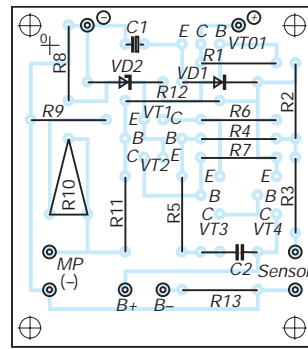 − C1 E C B +
0 VT01
R8 VD2 VD1 R1
R12 R2
R9 E VT1 C R6
B B R4
C VT2 E R7
R10 E E R3
R11 R5 B B
C VT3 C VT4
MP (−) C2 Sensor
B+ B− R13